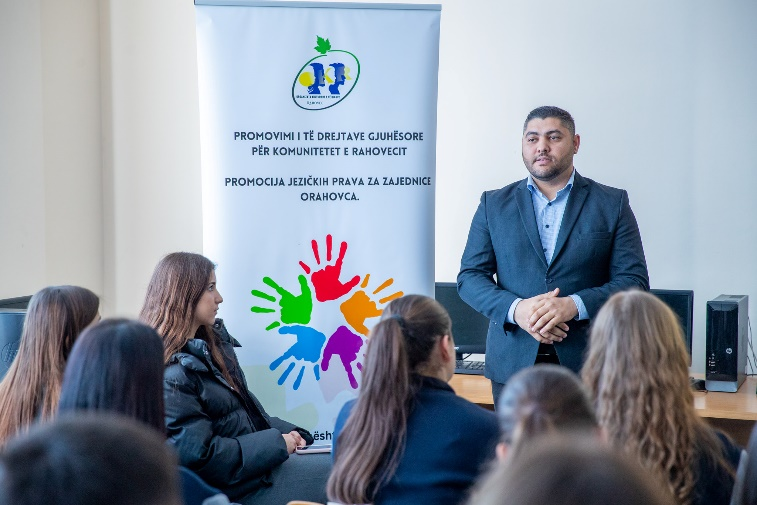 PROMOVIMI I TË DREJTAVE GJUHËSORE
PËR KOMUNITETET E RAHOVECIT
PROMOCIJA JEZIČKIH PRAVA ZA ZAJEDNICE
ORAHOVCA.